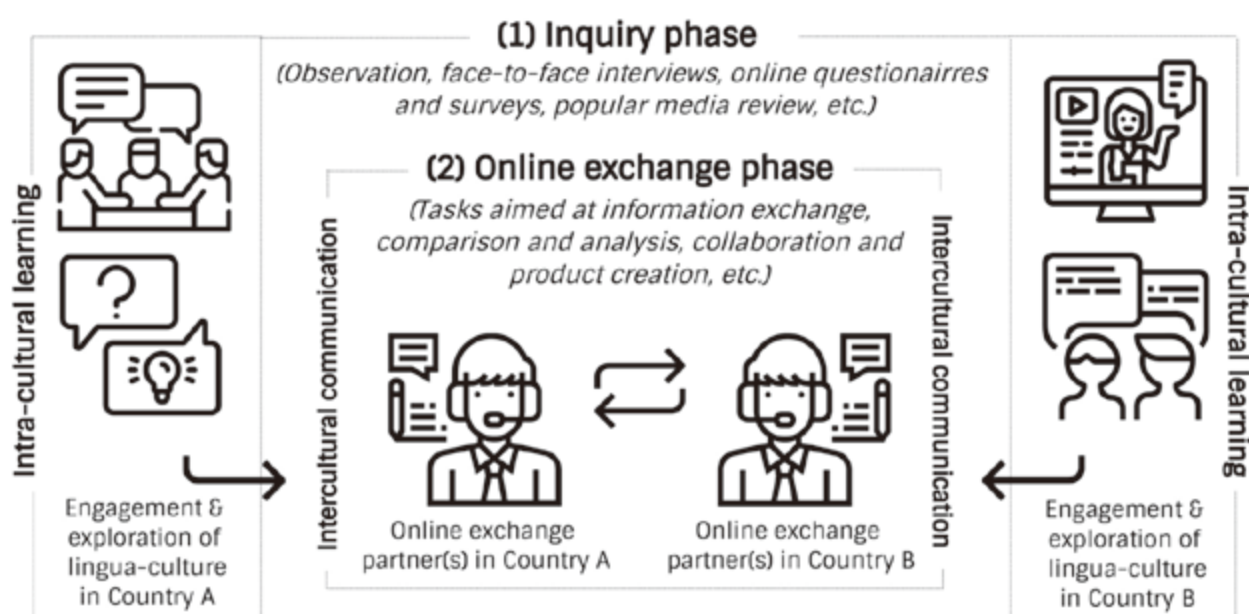 (1) Inquiry phase
(Observation, face-to-face interviews, online questionairres
and surveys, popular media review, etc.)
(2) Online exchange phase
(Tasks aimed at information exchange,
comparison and analysis, collaboration and
product creation, etc.)
Intra-cultural learning
Intercultural communication
Intercultural communication
Intra-cultural learning
?
Engagement &
exploration of
lingua-culture
in Country A
Online exchange
partner(s) in Country A
Online exchange
partner(s) in Country B
Engagement &
exploration of
lingua-culture
in Country B